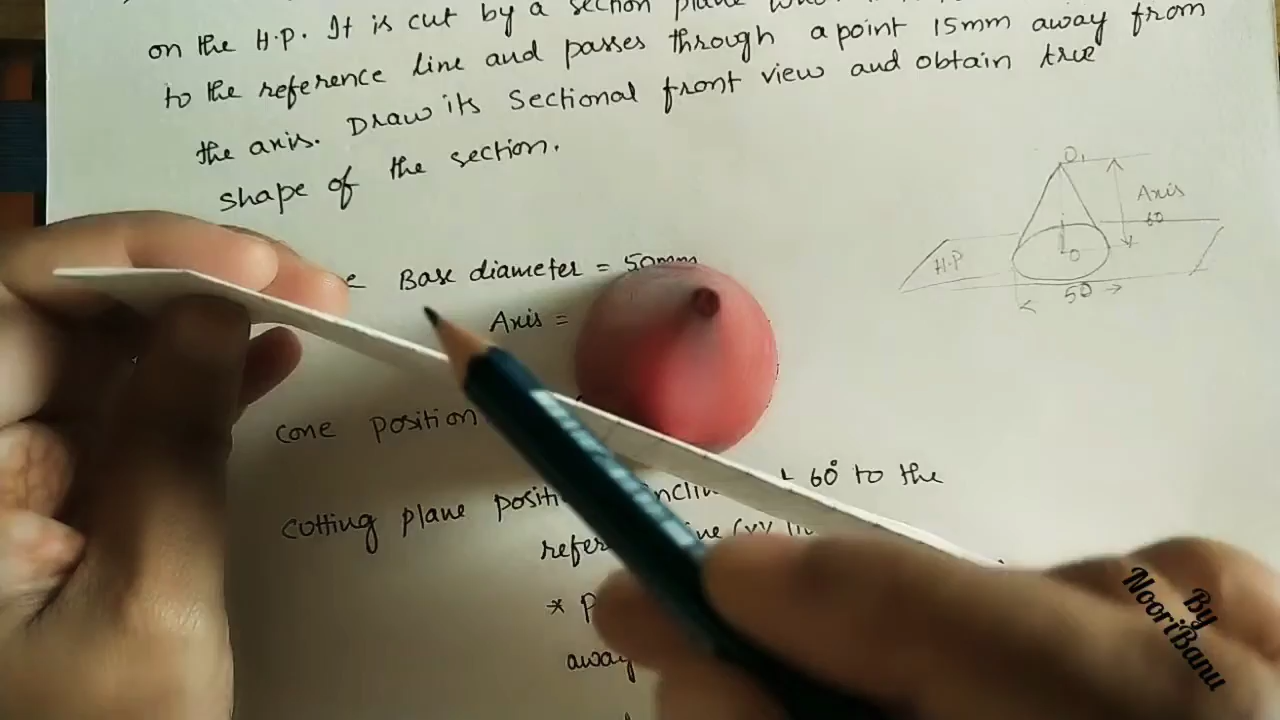 on the H.P. It is cut by a section plane
to the reference line and passes through a point 15mm away from
the axis. Draw its Sectional front view and obtain true
shape of the section.
Base diameter = 50mm
Axis =
Cone position
Cutting plane position 60° to the
* P
away
O,
Axis
60
H.P
O
50
By
NooriBanu